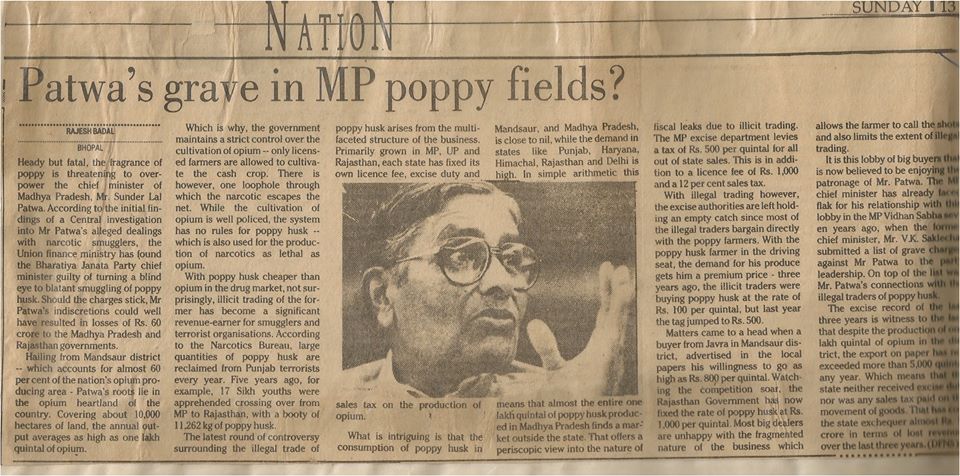 SUNDAY 13
NATION
Patwa's grave in MP poppy fields?
RAJESH BADAL
BHOPAL
Heady but fatal, the fragrance of
poppy is threatening to over-
power the chief minister of
Madhya Pradesh, Mr. Sunder Lal
Patwa. According to the initial fin-
dings of a Central investigation
into Mr Patwa's alleged dealings
with narcotic smugglers, the
Union finance ministry has found
the Bharatiya Janata Party chief
minister guilty of turning a blind
eye to blatant smuggling of poppy
husk. Should the charges stick, Mr
Patwa's indiscretions could well
have resulted in losses of Rs. 60
crore to the Madhya Pradesh and
Rajasthan governments.
Hailing from Mandsaur district
-- which accounts for almost 60
per cent of the nation's opium pro-
ducing area - Patwa's roots lie in
the opium heartland of the
country. Covering about 10,000
hectares of land, the annual out-
put averages as high as one lakh
quintal of opium.
Which is why, the government
maintains a strict control over the
cultivation of opium -- only licens-
ed farmers are allowed to cultiva-
te the cash crop. There is
however, one loophole through
which the narcotic escapes the
net. While the cultivation of
opium is well policed, the system
has no rules for poppy husk --
which is also used for the produc-
tion of narcotics as lethal as
opium.
With poppy husk cheaper than
opium in the drug market, not sur-
prisingly, illicit trading of the for-
mer has become a significant
revenue-earner for smugglers and
terrorist organisations. According
to the Narcotics Bureau, large
quantities of poppy husk are
reclaimed from Punjab terrorists
every year. Five years ago, for
example, 17 Sikh youths were
apprehended crossing over from
MP to Rajasthan, with a booty of
11,262 kg of poppy husk.
The latest round of controversy
surrounding the illegal trade of
poppy husk arises from the multi-
faceted structure of the business.
Primarily grown in MP, UP and
Rajasthan, each state has fixed its
own licence fee, excise duty and
sales tax on the production of
opium.
What is intriguing is that the
consumption of poppy husk in
Mandsaur, and Madhya Pradesh,
is close to nil, while the demand in
states like Punjab, Haryana,
Himachal, Rajasthan and Delhi is
high. In simple arithmetic this
means that almost the entire one
lakh quintal of poppy husk produc-
ed in Madhya Pradesh finds a mar-
ket outside the state. That offers a
periscopic view into the nature of
fiscal leaks due to illicit trading.
The MP excise department levies
a tax of Rs. 500 per quintal for all
out of state sales. This is in addi-
tion to a licence fee of Rs. 1,000
and a 12 per cent sales tax.
With illegal trading however,
the excise authorities are left hold-
ing an empty catch since most of
the illegal traders bargain directly
with the poppy farmers. With the
poppy husk farmer in the driving
seat, the demand for his produce
gets him a premium price - three
years ago, the illicit traders were
buying poppy husk at the rate of
Rs. 100 per quintal, but last year
the tag jumped to Rs. 500.
Matters came to a head when a
buyer from Javra in Mandsaur dis-
trict, advertised in the local
papers his willingness to go as
high as Rs. 800 per quintal. Watch-
ing the competition soar, the
Rajasthan Government has now
fixed the rate of poppy husk at Rs.
1,000 per quintal. Most big dealers
are unhappy with the fragmented
nature of the business which
allows the farmer to call the shots
and also limits the extent of illegal
trading.
It is this lobby of big buyers that
is now believed to be enjoying the
patronage of Mr. Patwa. The
chief minister has already faced
flak for his relationship with this
lobby in the MP Vidhan Sabha sev-
en years ago, when the former
chief minister, Mr. V.K. Saklecha
submitted a list of grave charges
against Mr Patwa to the party
leadership. On top of the list was
Mr. Patwa's connections with the
illegal traders of poppy husk.
The excise record of the last
three years is witness to the fact
that despite the production of one
lakh quintal of opium in the dis-
trict, the export on paper has not
exceeded more than 5,000 quintal
any year. Which means that the
state neither received excise
nor was any sales tax paid on the
movement of goods. That has cost
the state exchequer almost Rs.
crore in terms of lost revenue
over the last three years. (DFNS)